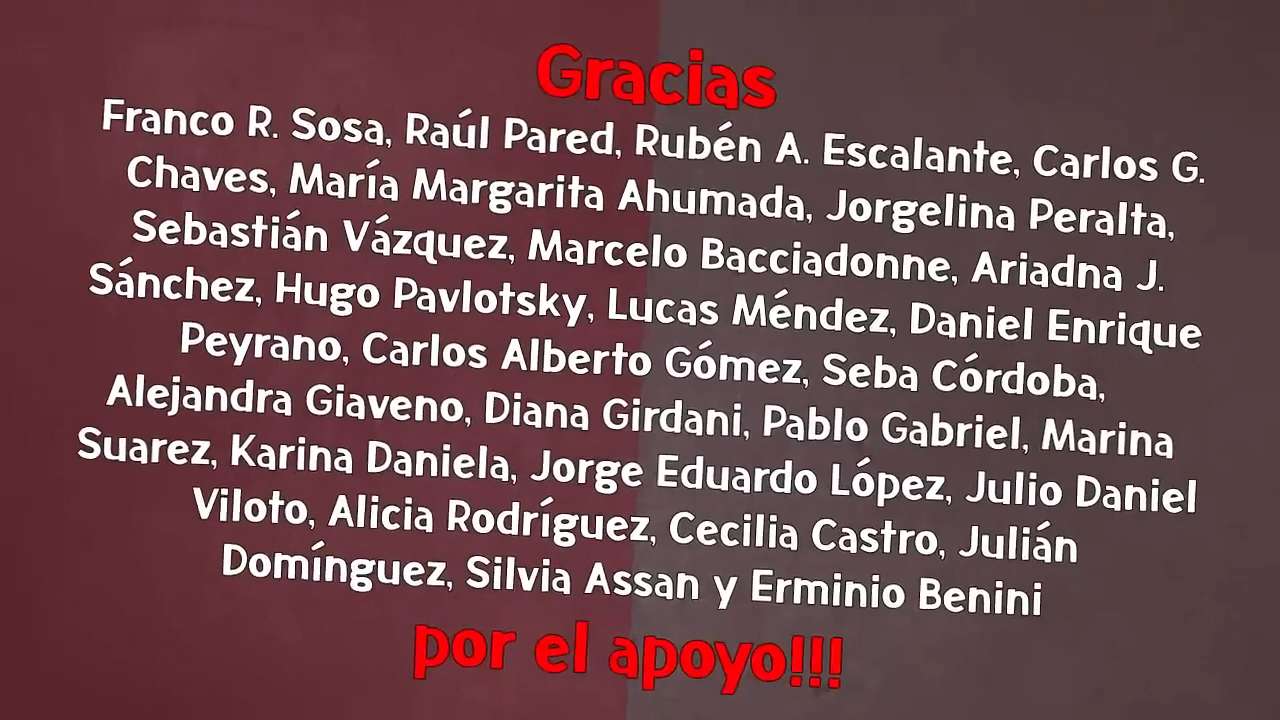 Gracias
Franco R. Sosa, Raúl Pared, Rubén A. Escalante, Carlos G.
Chaves, María Margarita Ahumada, Jorgelina Peralta,
Sebastián Vázquez, Marcelo Bacciadonne, Ariadna J.
Sánchez, Hugo Pavlotsky, Lucas Méndez, Daniel Enrique
Peyrano, Carlos Alberto Gómez, Seba Córdoba,
Alejandra Giaveno, Diana Girdani, Pablo Gabriel, Marina
Suarez, Karina Daniela, Jorge Eduardo López, Julio Daniel
Viloto, Alicia Rodríguez, Cecilia Castro, Julián
Domínguez, Silvia Assan y Erminio Benini
por el apoyo!!!